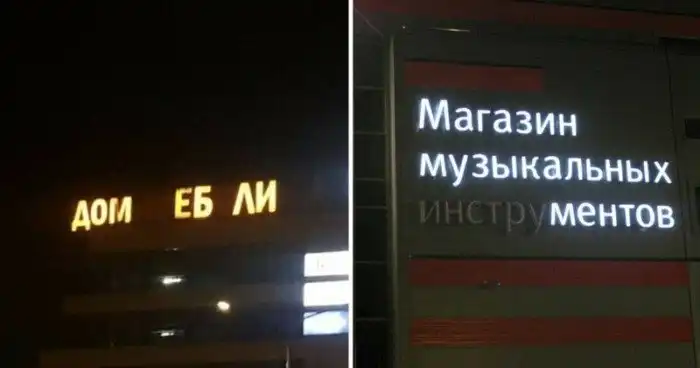 ДОМ ЕБ ЛИ
Магазин
музыкальных
инструментов